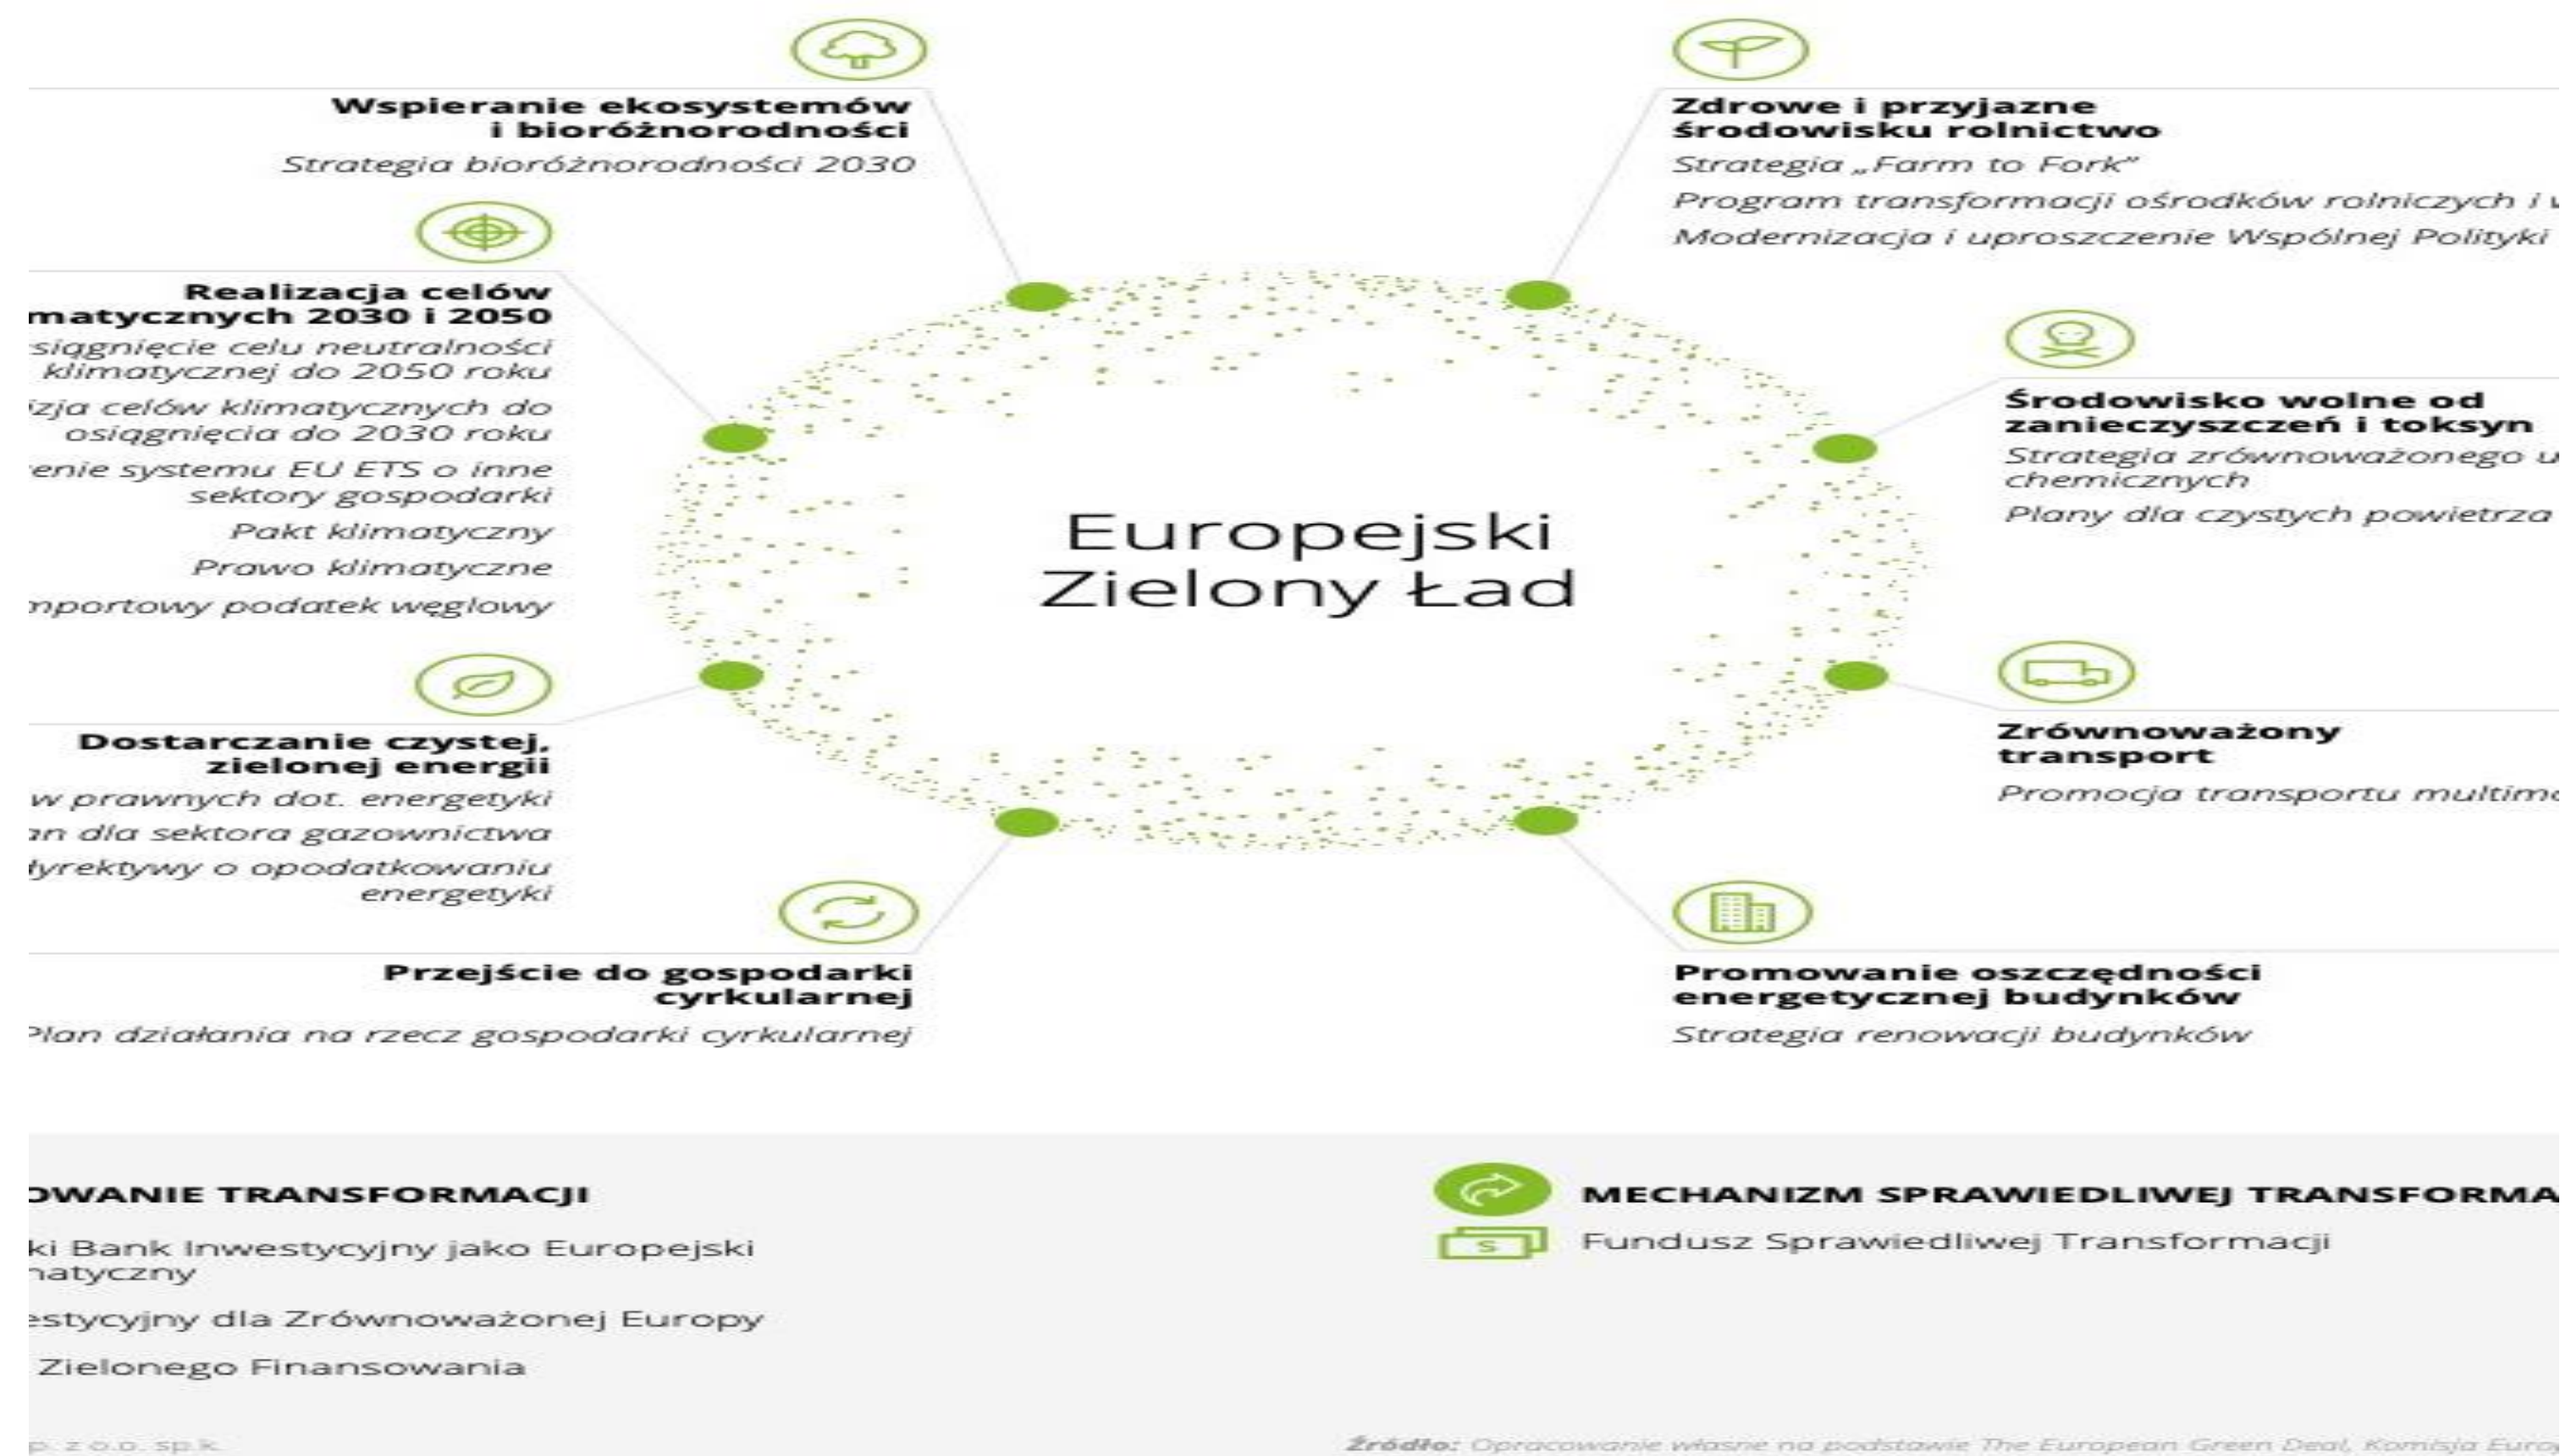 Wspieranie ekosystemów
i bioróżnorodności
Strategia bioróżnorodności 2030
Realizacja celów
matycznych 2030 i 2050
siągnięcie celu neutralności
klimatycznej do 2050 roku
izja celów klimatycznych do
osiągnięcia do 2030 roku
enie systemu EU ETS o inne
sektory gospodarki
Pakt klimatyczny
Prawo klimatyczne
mportowy podatek węglowy
Dostarczanie czystej,
zielonej energii
w prawnych dot. energetyki
an dla sektora gazownictwa
dyrektywy o opodatkowaniu
energetyki
Przejście do gospodarki
cyrkularnej
Plan działania na rzecz gospodarki cyrkularnej
Europejski
Zielony Ład
Zdrowe i przyjazne
środowisku rolnictwo
Strategia „Farm to Fork”
Program transformacji ośrodków rolniczych i
Modernizacja i uproszczenie Wspólnej Polityki
Środowisko wolne od
zanieczyszczeń i toksyn
Strategia zrównoważonego u
chemicznych
Plany dla czystych powietrza
Zrównoważony
transport
Promocja transportu multimo
Promowanie oszczędności
energetycznej budynków
Strategia renowacji budynków
OWANIE TRANSFORMACJI
ki Bank Inwestycyjny jako Europejski
matyczny
estycyjny dla Zrównoważonej Europy
Zielonego Finansowania
MECHANIZM SPRAWIEDLIWEJ TRANSFORMA
Fundusz Sprawiedliwej Transformacji
p. z o.o. sp.k.
Źródło: Opracowanie własne na podstawie The European Green Deal, Komisja Euro